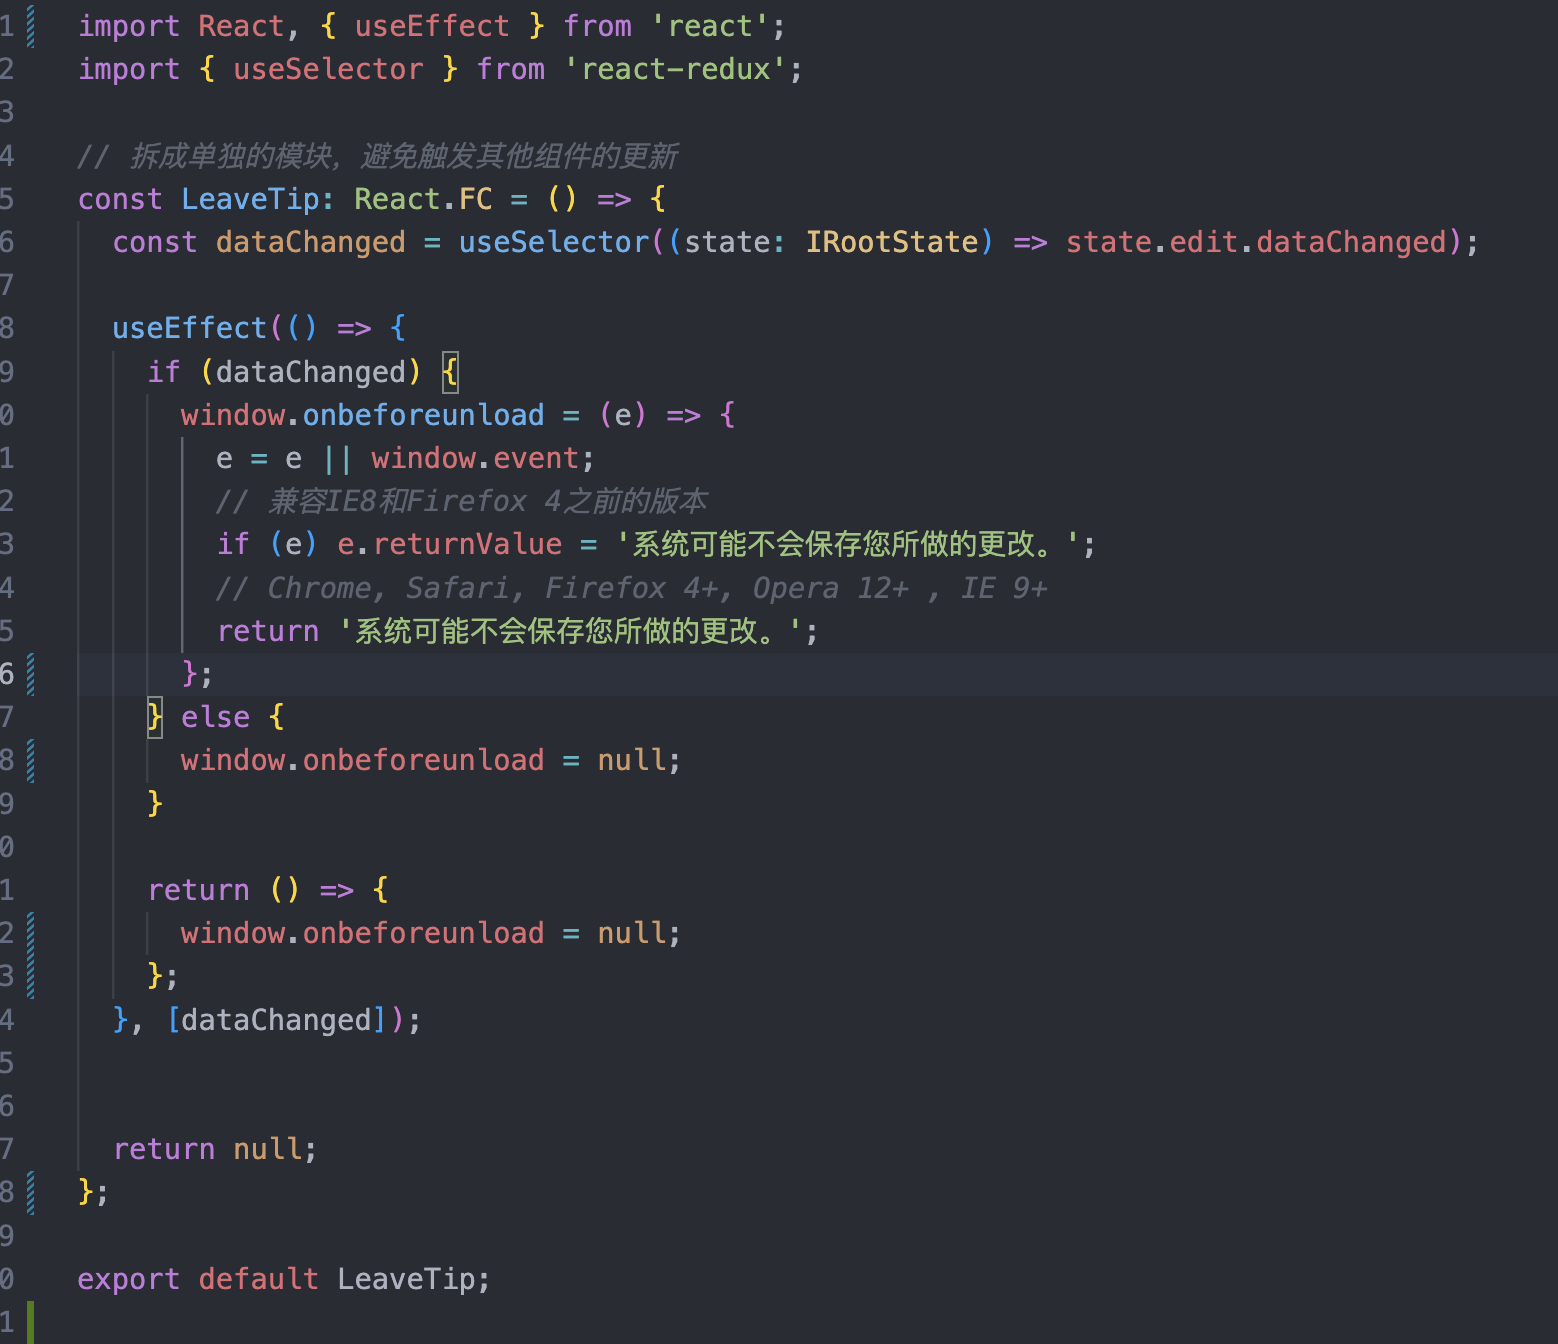 1 import React, { useEffect } from 'react';
2 import { useSelector } from 'react-redux';
3
4 // 拆成单独的模块，避免触发其他组件的更新
5 const LeaveTip: React.FC = () => {
6 const dataChanged = useSelector((state: IRootState) => state.edit.dataChanged);
7
8 useEffect(() => {
9 if (dataChanged) {
0 window.onbeforeunload = (e) => {
1 e = e || window.event;
2 // 兼容IE8和Firefox 4之前的版本
3 if (e) e.returnValue = '系统可能不会保存您所做的更改。';
4 // Chrome, Safari, Firefox 4+, Opera 12+ , IE 9+
5 return '系统可能不会保存您所做的更改。';
6 };
7 } else {
8 window.onbeforeunload = null;
9 }
0
1 return () => {
2 window.onbeforeunload = null;
3 };
4 }, [dataChanged]);
5
6
7 return null;
8 };
9
0 export default LeaveTip;
1